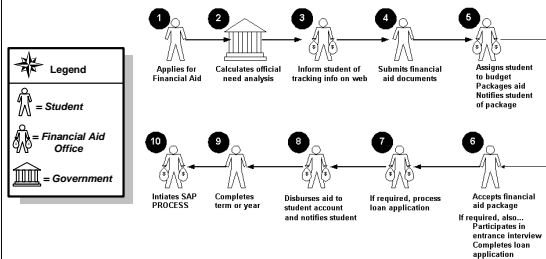 1
2
3
4
5
Applies for
Financial Aid
Calculates official
need analysis
Inform student of
tracking info on web
Submits financial
aid documents
Assigns student
to budget
Packages aid
Notifies student
of package
Legend
= Student
= Financial Aid
Office
= Government
10
9
8
7
6
Intiates SAP
PROCESS
Completes
term or year
Disburses aid to
student account
and notifies student
If required, process
loan application
Accepts financial
aid package
If required, also...
Participates in
entrance interview
Completes loan
application